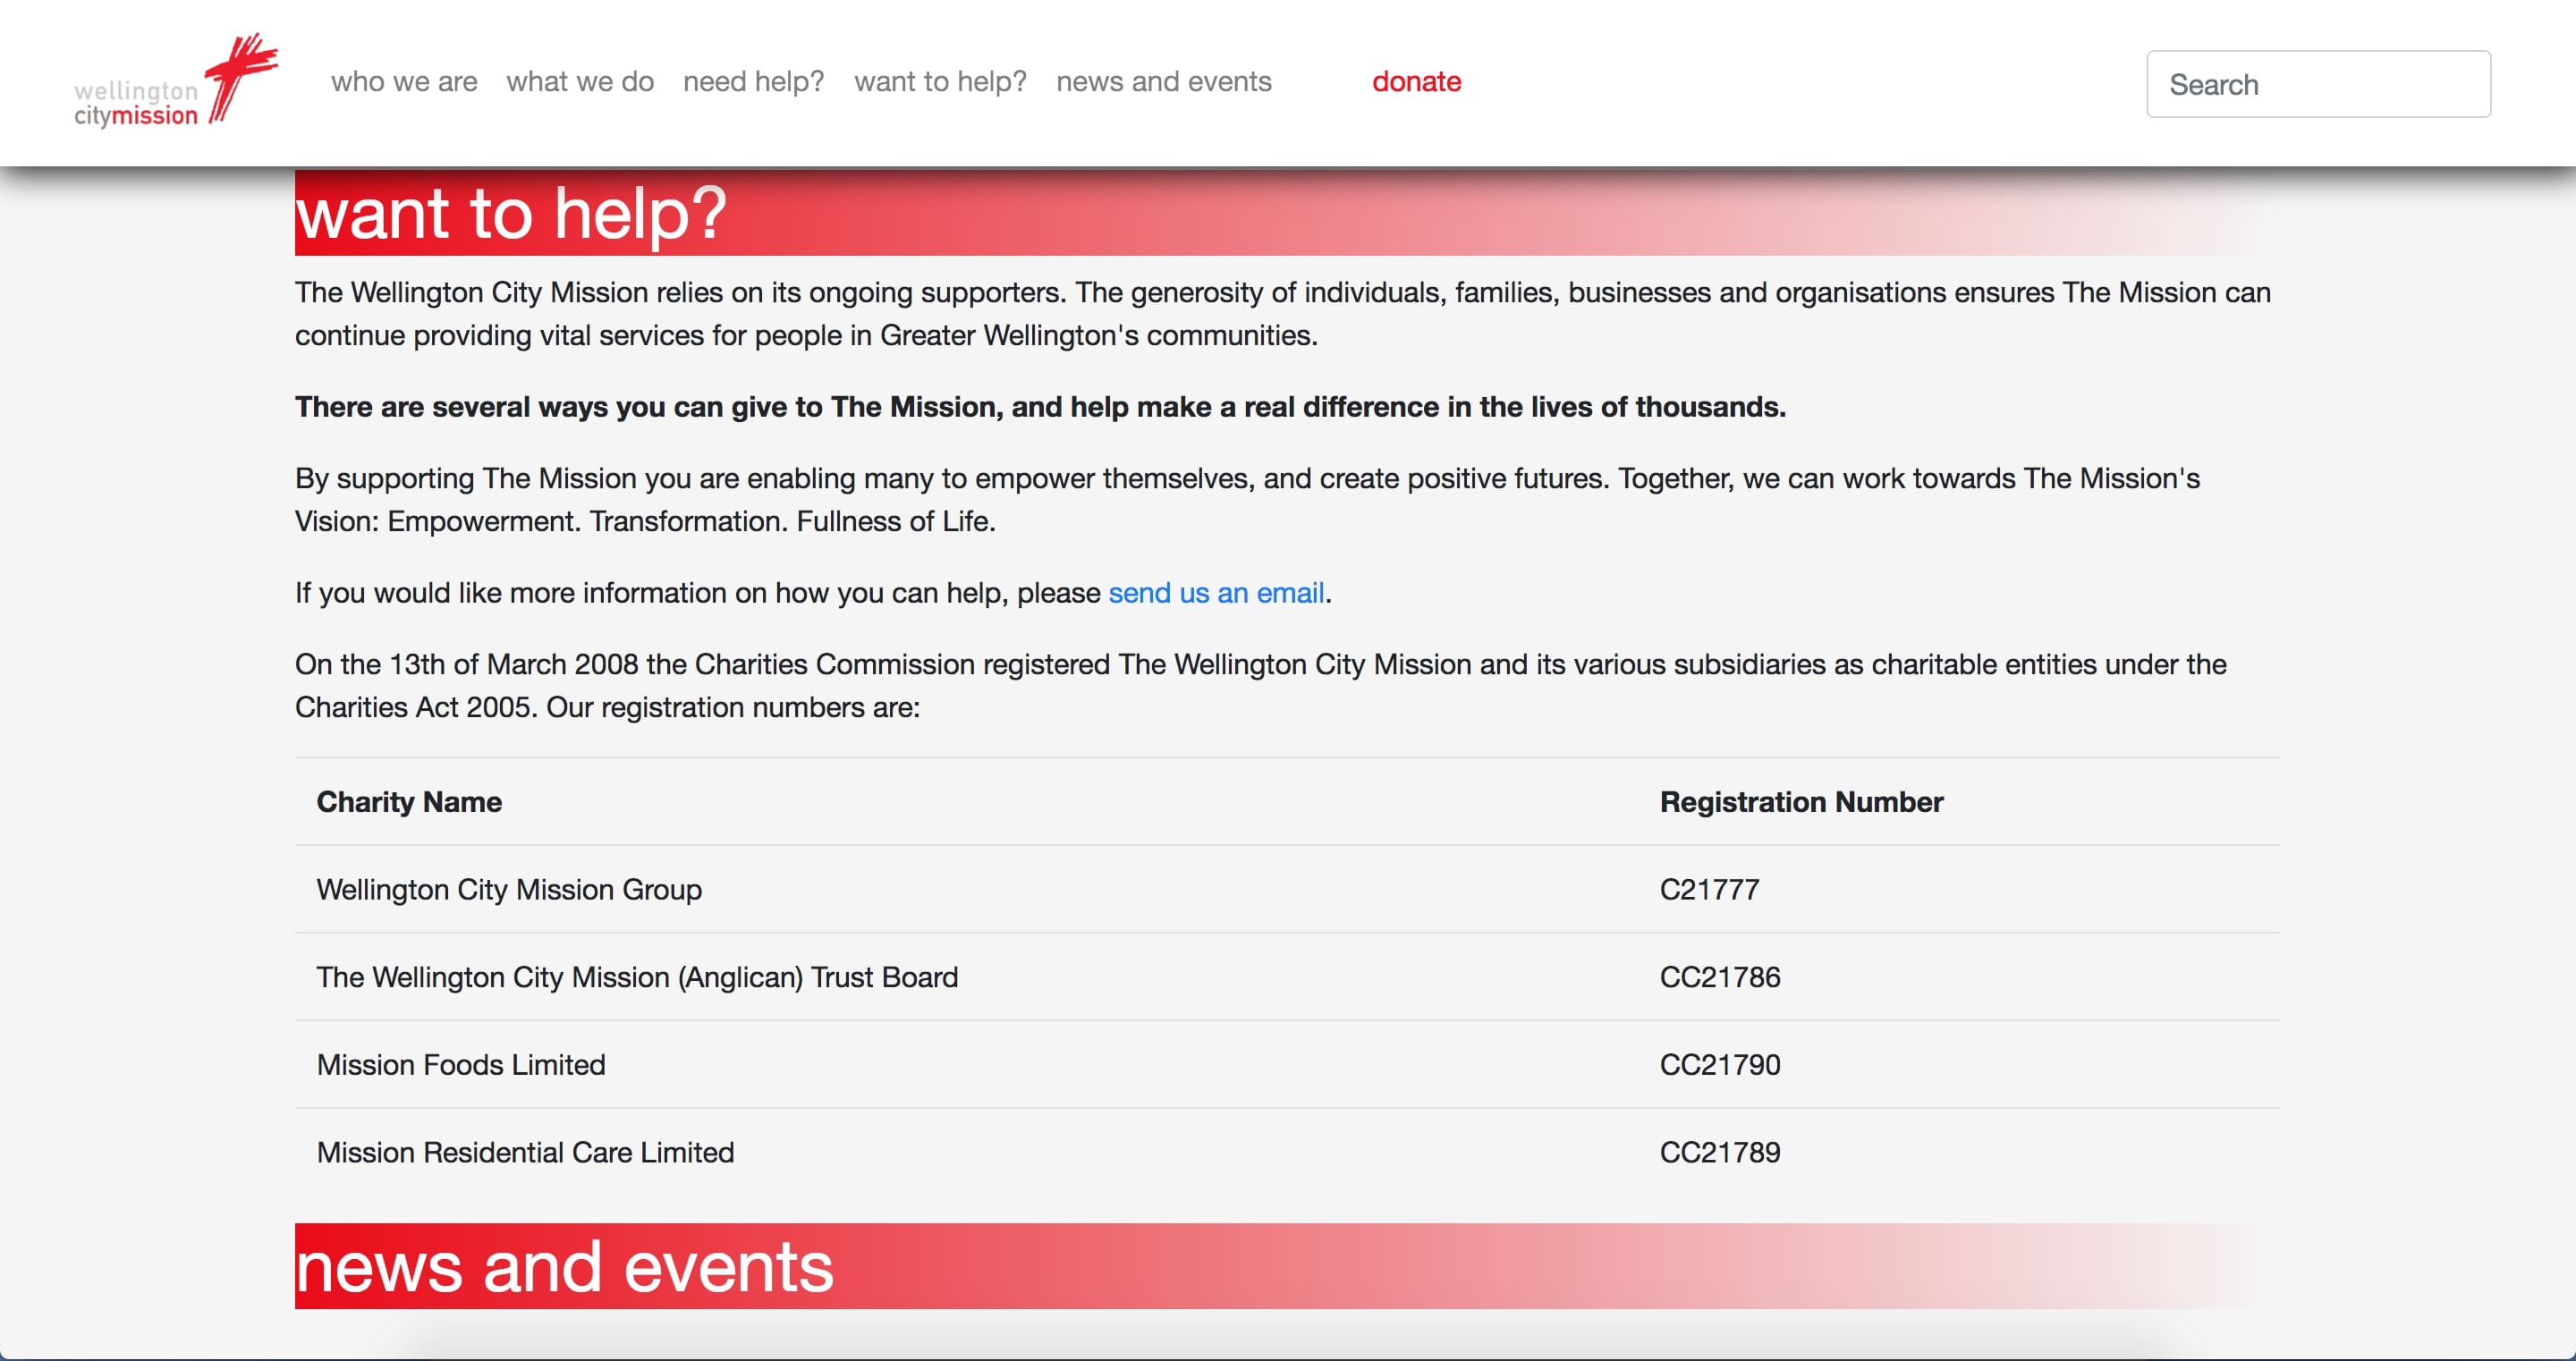 wellington
citymission
who we are what we do need help? want to help? news and events donate Search
want to help?
The Wellington City Mission relies on its ongoing supporters. The generosity of individuals, families, businesses and organisations ensures The Mission can
continue providing vital services for people in Greater Wellington's communities.
There are several ways you can give to The Mission, and help make a real difference in the lives of thousands.
By supporting The Mission you are enabling many to empower themselves, and create positive futures. Together, we can work towards The Mission's
Vision: Empowerment. Transformation. Fullness of Life.
If you would like more information on how you can help, please send us an email.
On the 13th of March 2008 the Charities Commission registered The Wellington City Mission and its various subsidiaries as charitable entities under the
Charities Act 2005. Our registration numbers are:
Charity Name Registration Number
Wellington City Mission Group C21777
The Wellington City Mission (Anglican) Trust Board CC21786
Mission Foods Limited CC21790
Mission Residential Care Limited CC21789
news and events